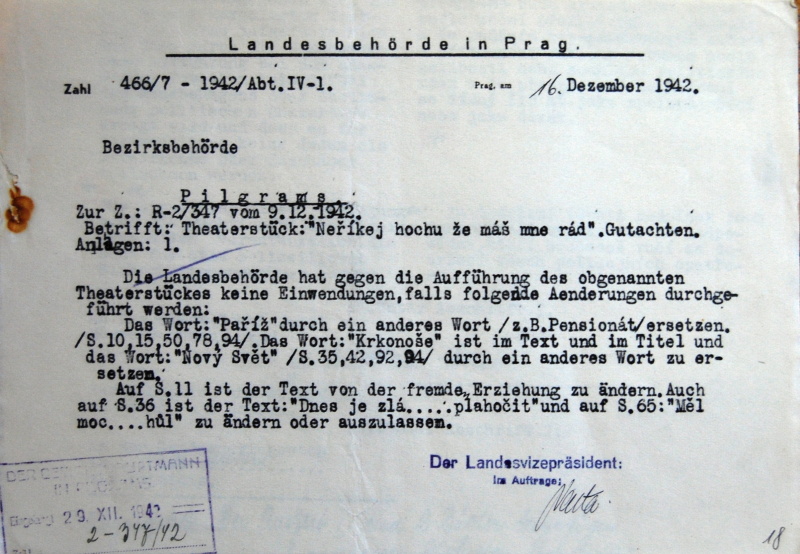 Landesbehörde in Prag.
Zahl 466/7 - 1942/Abt.IV-1. Prag, am 16. Dezember 1942.
Bezirksbehörde
Pilgrams.
Zur Z.: R-2/347 vom 9.12.1942.
Betrifft: Theaterstück:"Neříkej hochu že máš mne rád".Gutachten.
Anlagen: 1.
Die Landesbehörde hat gegen die Aufführung des obgenannten
Theaterstückes keine Einwendungen,falls folgende Aenderungen durchge-
führt werden:
Das Wort:"Paříž"durch ein anderes Wort /z.B.Pensionát/ersetzen.
/S.10,15,50,78,94/.Das Wort:"Krkonoše" ist im Text und im Titel und
das Wort:"Nový Svět" /S.35,42,92,94/ durch ein anderes Wort zu er-
setzen.
Auf S.11 ist der Text von der fremde Erziehung zu ändern.Auch
auf S.36 ist der Text:"Dnes je zlá.....plahočit"und auf S.65:"Měl
moc....hůl" zu ändern oder auszulassen.
Der Landesvizepräsident:
Im Auftrage:
DER
IN
29. XII. 1942
2-347/42
18